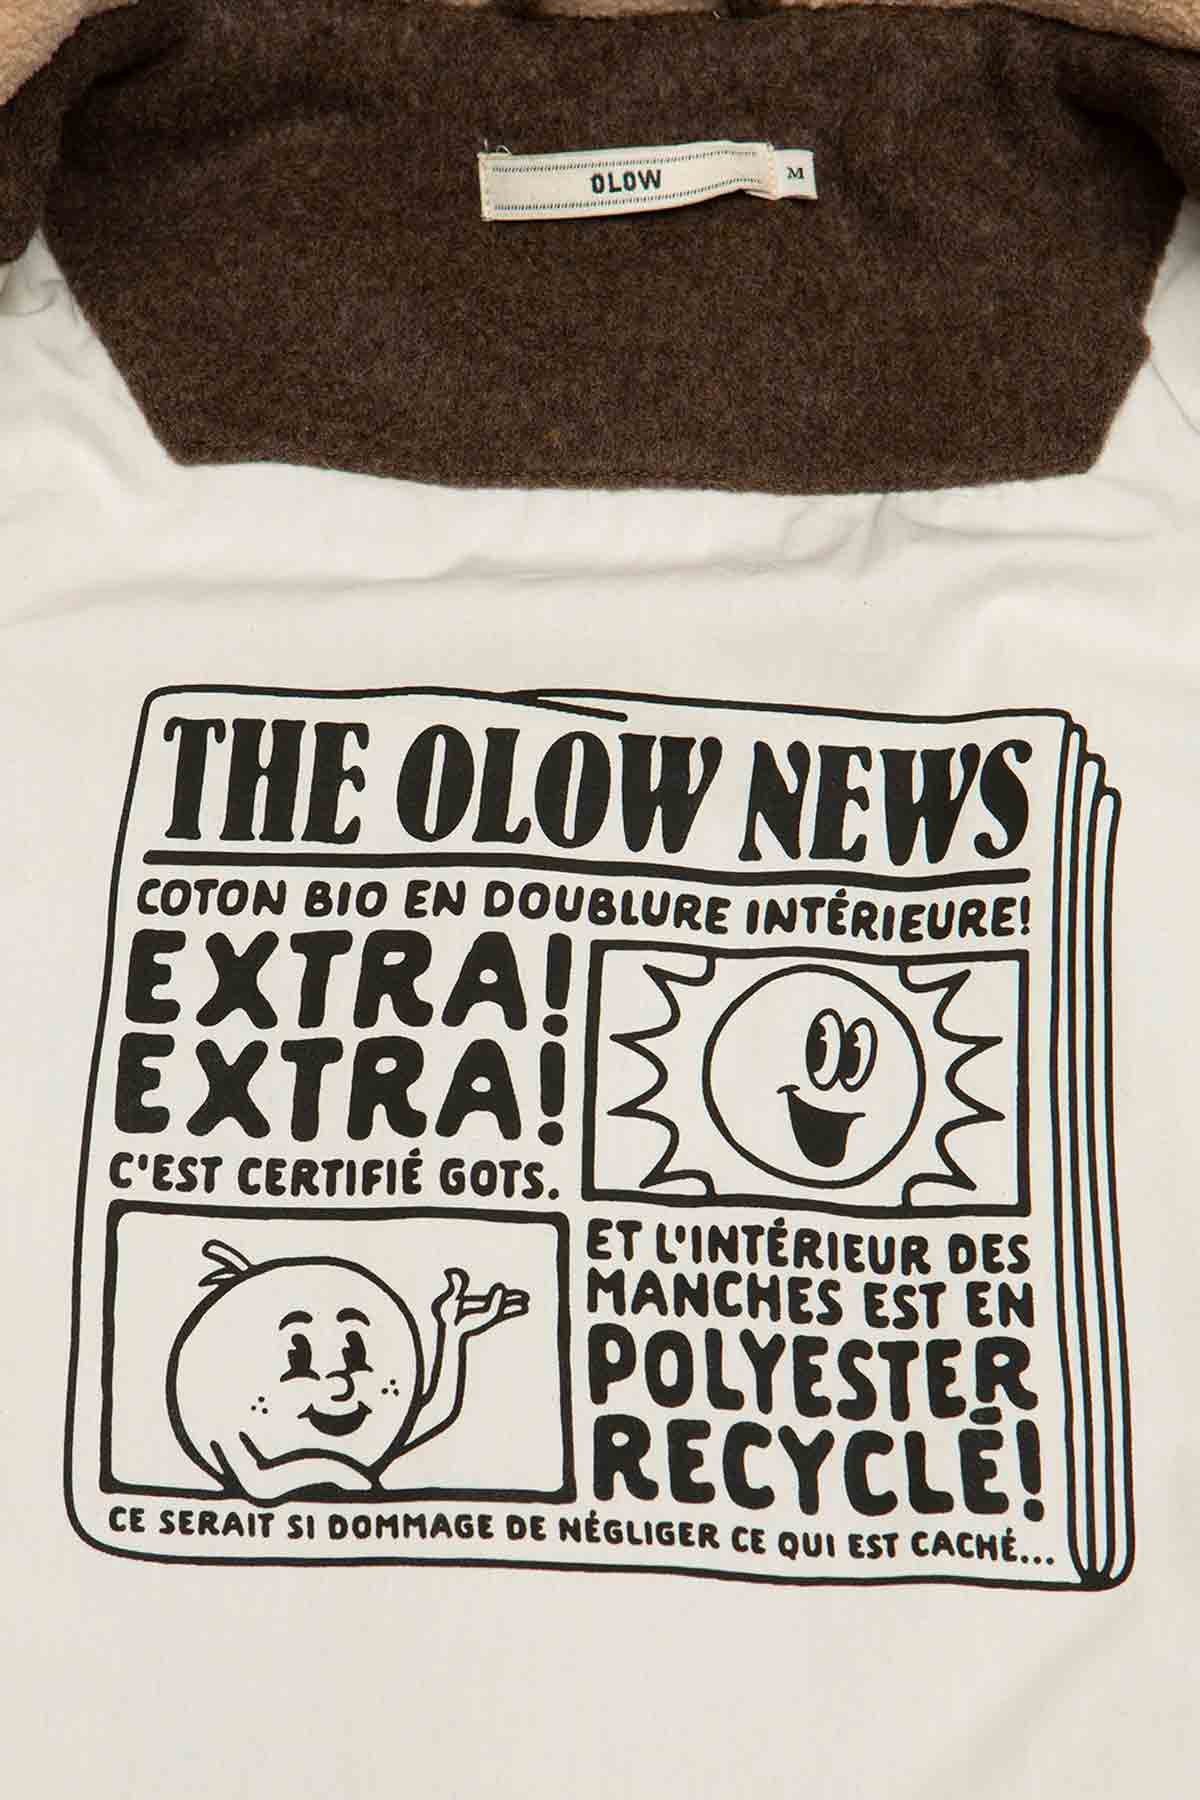 OLOW
M
THE OLOW NEWS
COTON BIO EN DOUBLURE INTÉRIEURE!
EXTRA!
EXTRA!
C'EST CERTIFIÉ GOTS.
ET L'INTÉRIEUR DES
MANCHES EST EN
POLYESTER
RECYCLÉ!
CE SERAIT SI DOMMAGE DE NÉGLIGER CE QUI EST CACHÉ...